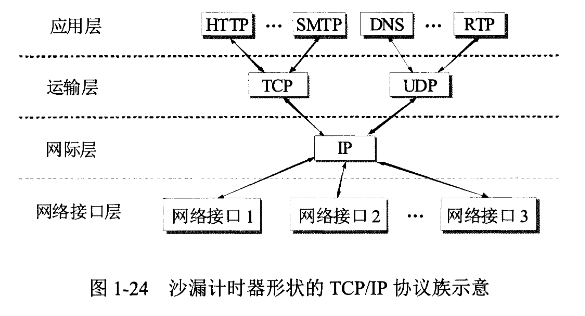 应用层 HTTP … SMTP DNS … RTP
运输层 TCP UDP
网际层 IP
网络接口层 网络接口 1 网络接口 2 … 网络接口 3
图 1-24 沙漏计时器形状的 TCP/IP 协议族示意